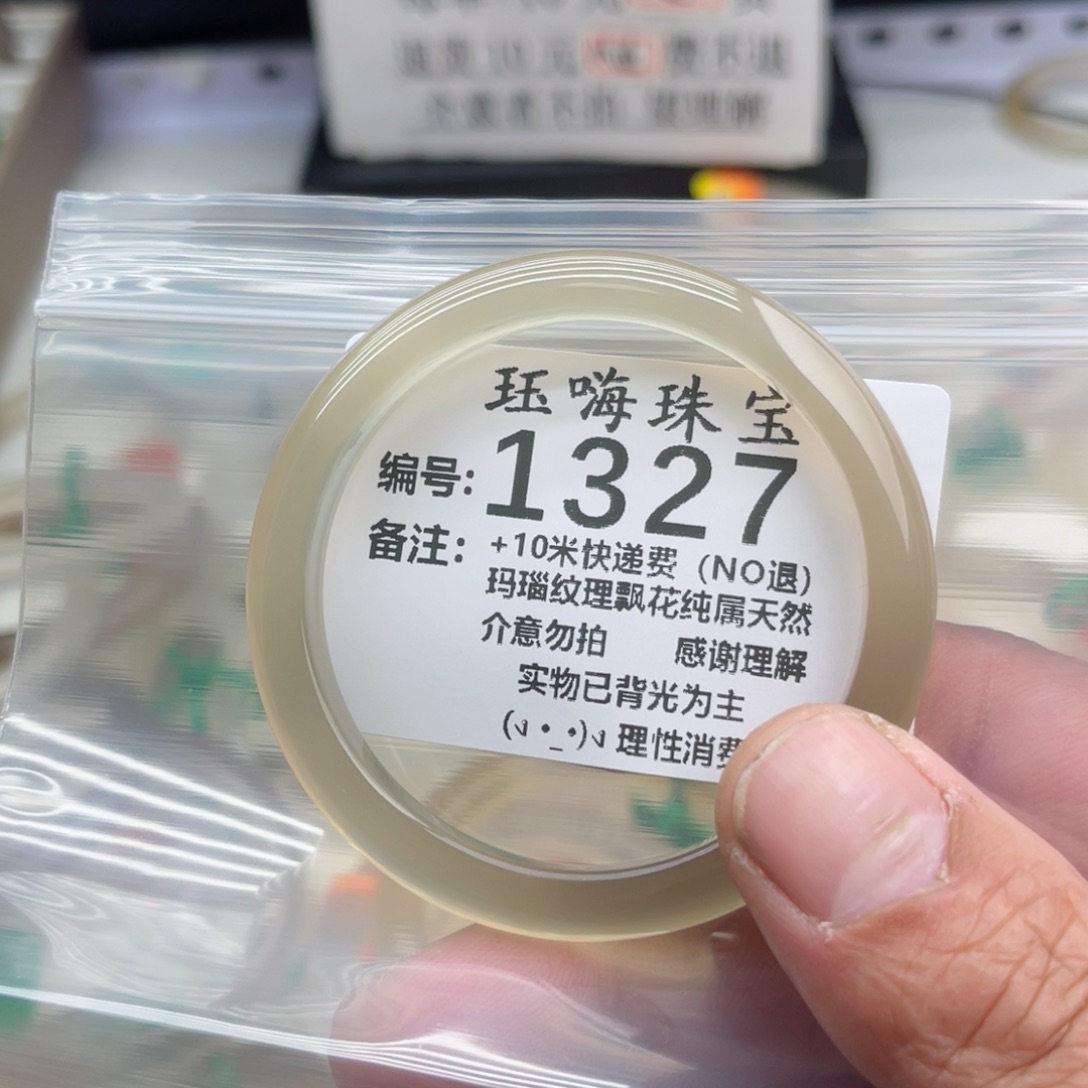 珏嗨珠宝
编号: 1327
备注: +10米快递费 (NO退)
玛瑙纹理飘花纯属天然
介意勿拍 感谢理解
实物已背光为主
(ง •_•)ง 理性消费